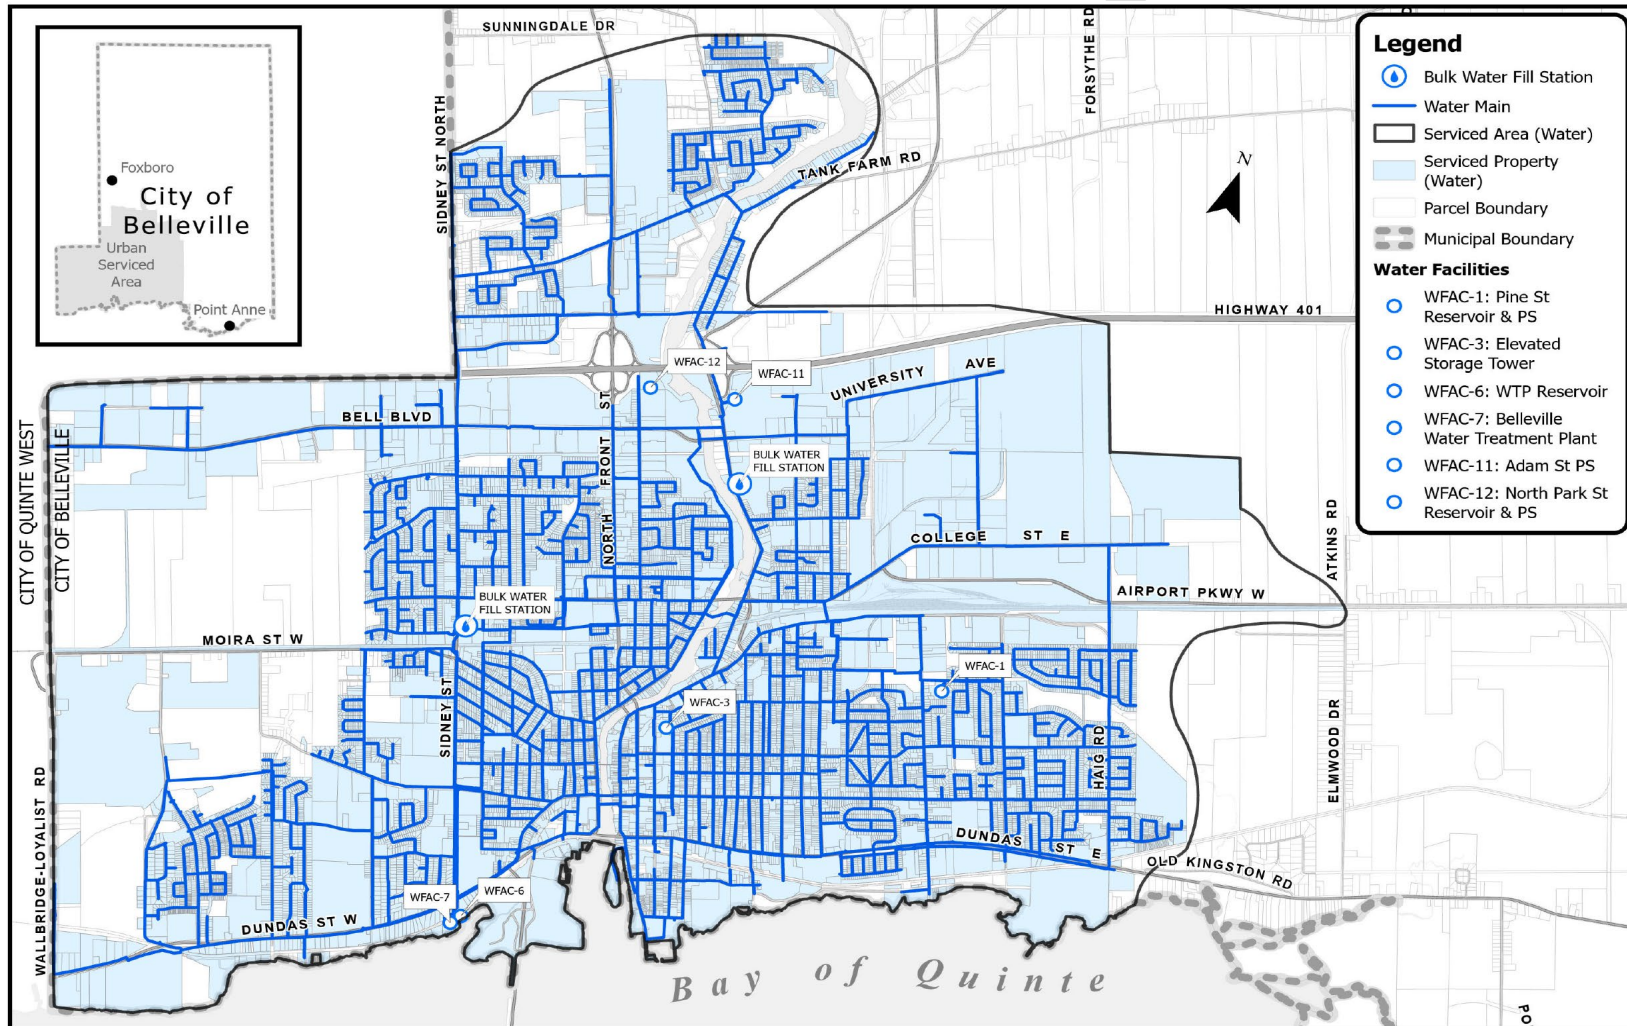 SUNNINGDALE DR
SIDNEY ST NORTH
FORSYTHE RD
TANK FARM RD
N
HIGHWAY 401
Foxboro
City of
Belleville
Urban
Serviced
Area
Point Anne
Legend
Bulk Water Fill Station
Water Main
Serviced Area (Water)
Serviced Property
(Water)
Parcel Boundary
Municipal Boundary
Water Facilities
WFAC-1: Pine St
Reservoir & PS
WFAC-3: Elevated
Storage Tower
WFAC-6: WTP Reservoir
WFAC-7: Belleville
Water Treatment Plant
WFAC-11: Adam St PS
WFAC-12: North Park St
Reservoir & PS
WFAC-12
WFAC-11
UNIVERSITY AVE
BELL BLVD
NORTH FRONT ST
CITY OF QUINTE WEST
CITY OF BELLEVILLE
BULK WATER
FILL STATION
COLLEGE ST E
ATKINS RD
AIRPORT PKWY W
BULK WATER
FILL STATION
MOIRA ST W
SIDNEY ST
WFAC-1
WFAC-3
HAIG RD
ELMWOOD DR
WALLBRIDGE-LOYALIST RD
DUNDAS ST E
OLD KINGSTON RD
WFAC-7
WFAC-6
DUNDAS ST W
Bay of Quinte